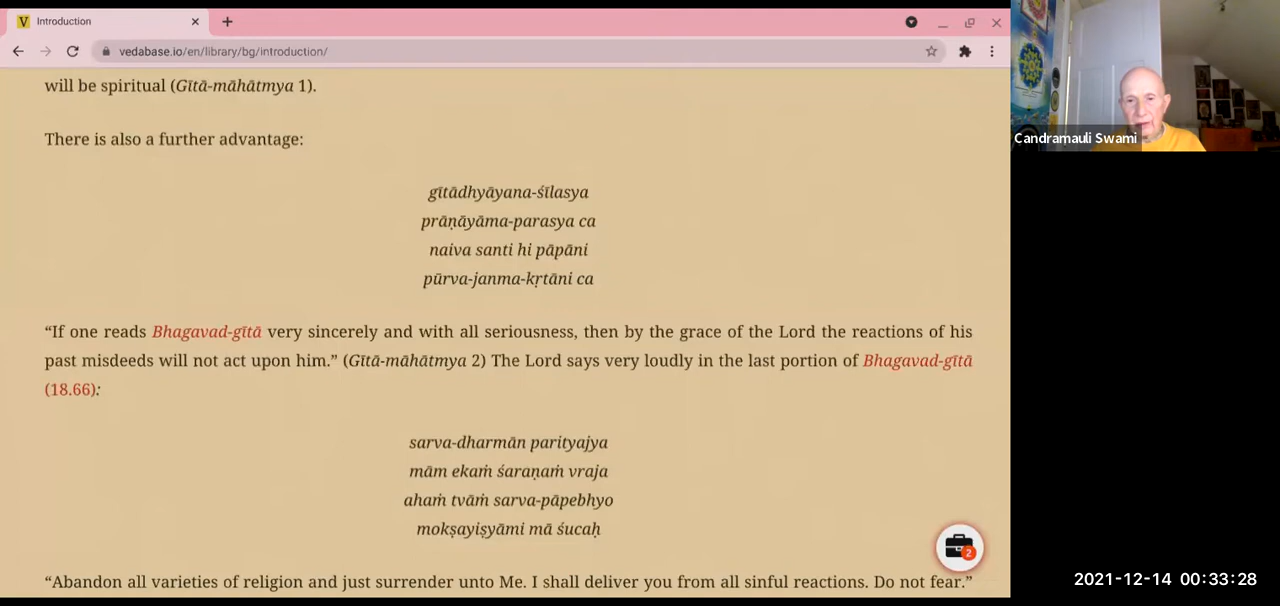 Introduction
vedabase.io/en/library/bg/introduction/
will be spiritual (Gītā-māhātmya 1).
There is also a further advantage:
gītādhyāyana-śīlasya
prāṇāyāma-parasya ca
naiva santi hi pāpāni
pūrva-janma-kṛtāni ca
“If one reads Bhagavad-gītā very sincerely and with all seriousness, then by the grace of the Lord the reactions of his
past misdeeds will not act upon him.” (Gītā-māhātmya 2) The Lord says very loudly in the last portion of Bhagavad-gītā
(18.66):
sarva-dharmān parityajya
mām ekaṁ śaraṇaṁ vraja
ahaṁ tvāṁ sarva-pāpebhyo
mokṣayiṣyāmi mā śucaḥ
2
“Abandon all varieties of religion and just surrender unto Me. I shall deliver you from all sinful reactions. Do not fear.”
Candramauli Swami
2021-12-14 00:33:28